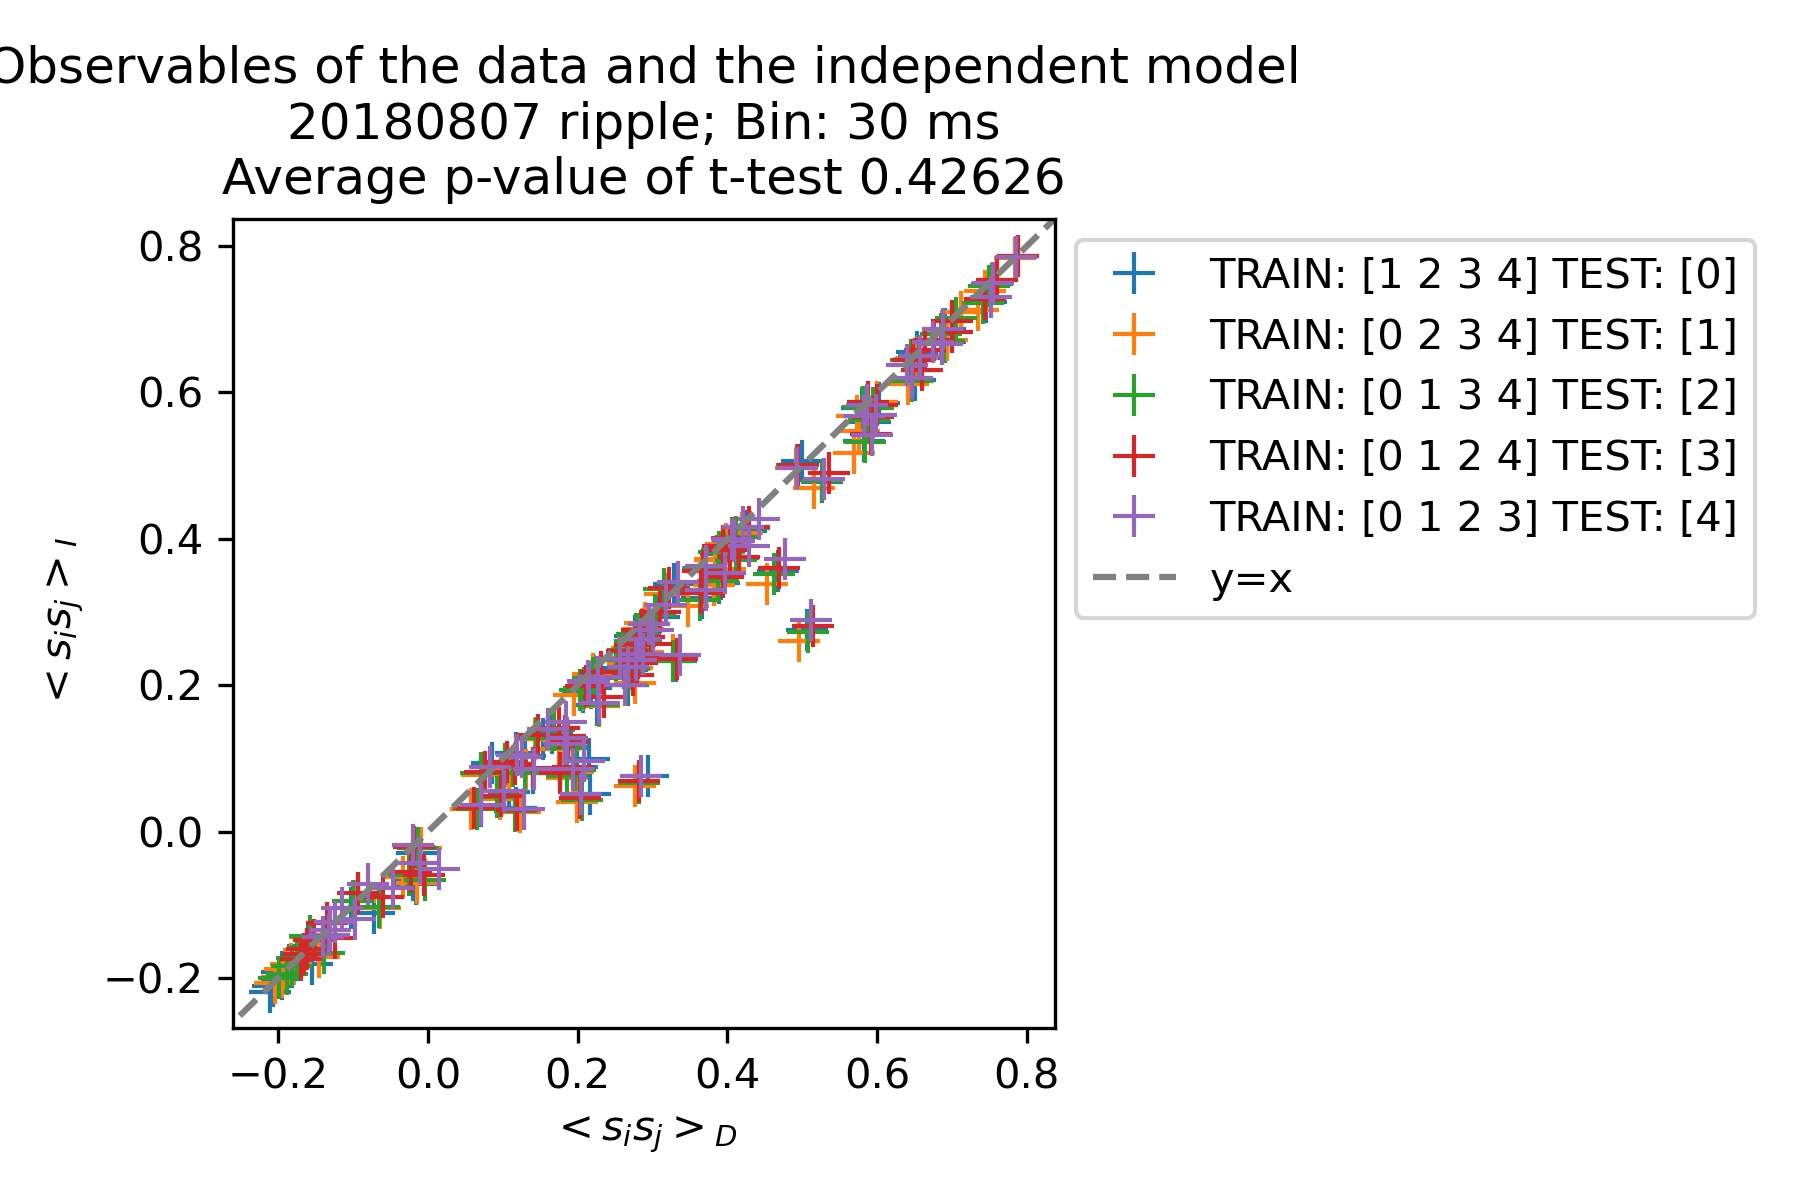 Observables of the data and the independent model
20180807 ripple; Bin: 30 ms
Average p-value of t-test 0.42626
0.8
0.6
0.4
0.2
0.0
−0.2
< s_i s_j >_I
−0.2 0.0 0.2 0.4 0.6 0.8
< s_i s_j >_D
TRAIN: [1 2 3 4] TEST: [0]
TRAIN: [0 2 3 4] TEST: [1]
TRAIN: [0 1 3 4] TEST: [2]
TRAIN: [0 1 2 4] TEST: [3]
TRAIN: [0 1 2 3] TEST: [4]
y=x